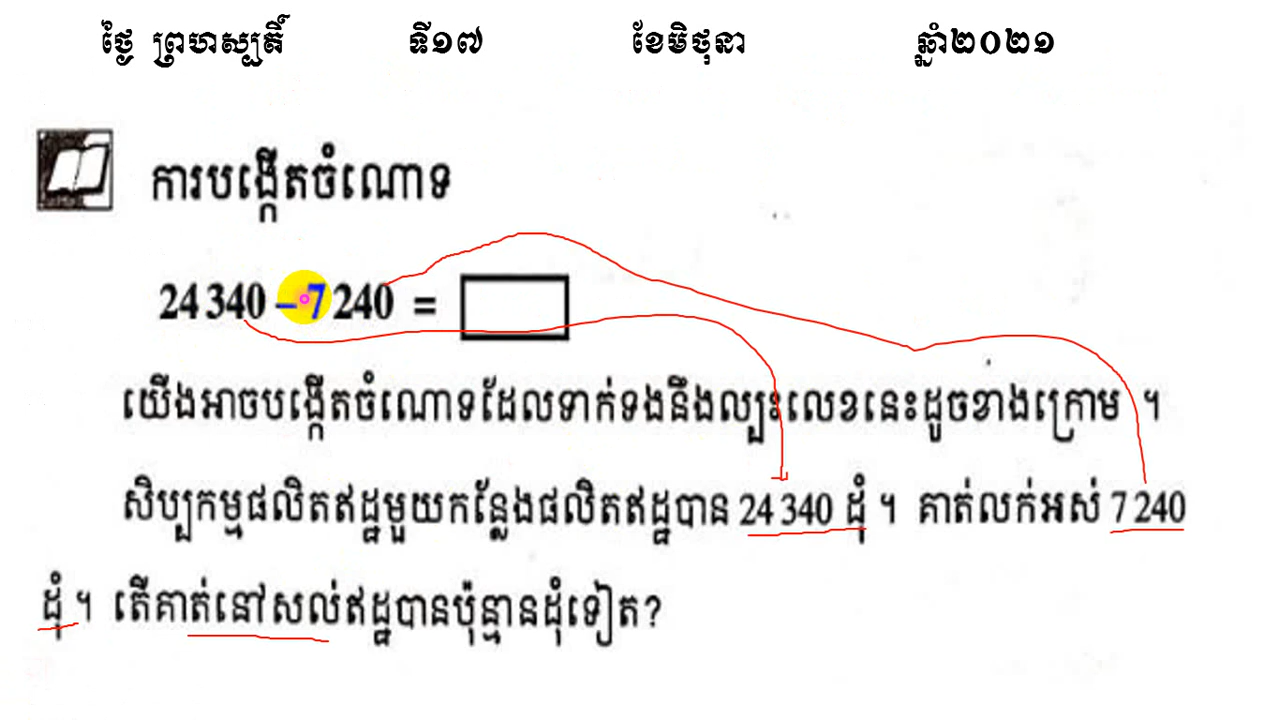 ថ្ងៃ ព្រហស្បតិ៍ ទី១៧ ខែមិថុនា ឆ្នាំ២០២១
ការបង្កើតចំណោទ
24 340 – 7 240 =
យើងអាចបង្កើតចំណោទដែលទាក់ទងនឹងល្បះលេខនេះដូចខាងក្រោម ។
សិប្បកម្មផលិតឥដ្ឋមួយកន្លែងផលិតឥដ្ឋបាន 24 340 ដុំ ។ គាត់លក់អស់ 7 240
ដុំ ។ តើគាត់នៅសល់ឥដ្ឋបានប៉ុន្មានដុំទៀត?